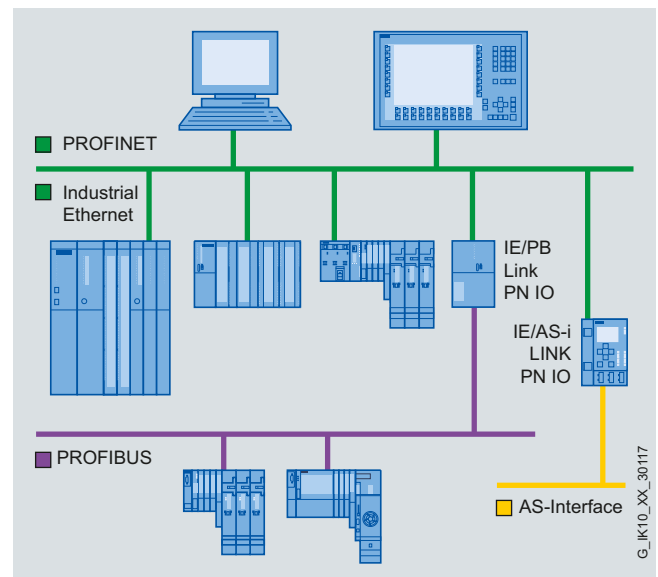 PROFINET
Industrial
Ethernet
IE/PB
Link
PN IO
IE/AS-i
LINK
PN IO
PROFIBUS
AS-Interface
G_IK10_XX_30117